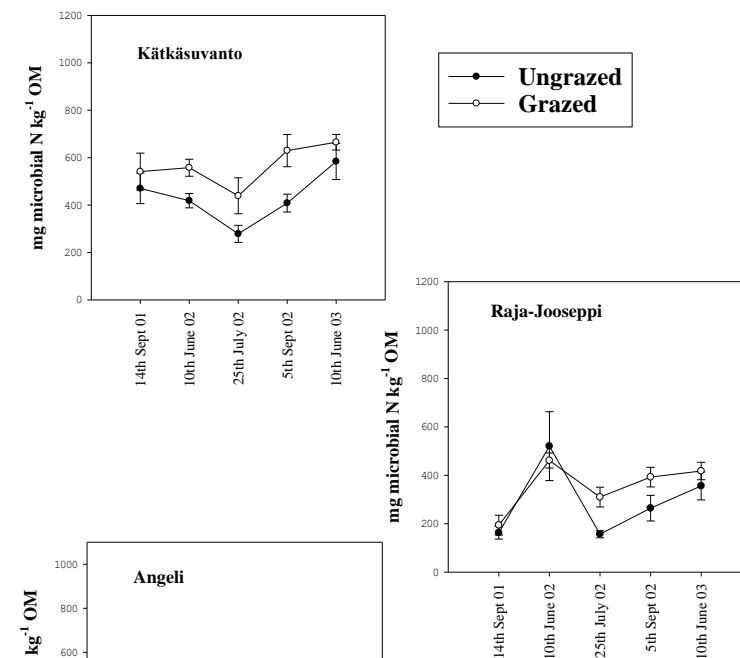 1200
1000
800
600
400
200
0
Kätkäsuvanto
mg microbial N kg-1 OM
14th Sept 01
10th June 02
25th July 02
5th Sept 02
10th June 03
Ungrazed
Grazed
1200
1000
800
600
400
200
0
Raja-Jooseppi
mg microbial N kg-1 OM
14th Sept 01
10th June 02
25th July 02
5th Sept 02
10th June 03
1000
800
600
Angeli
kg-1 OM